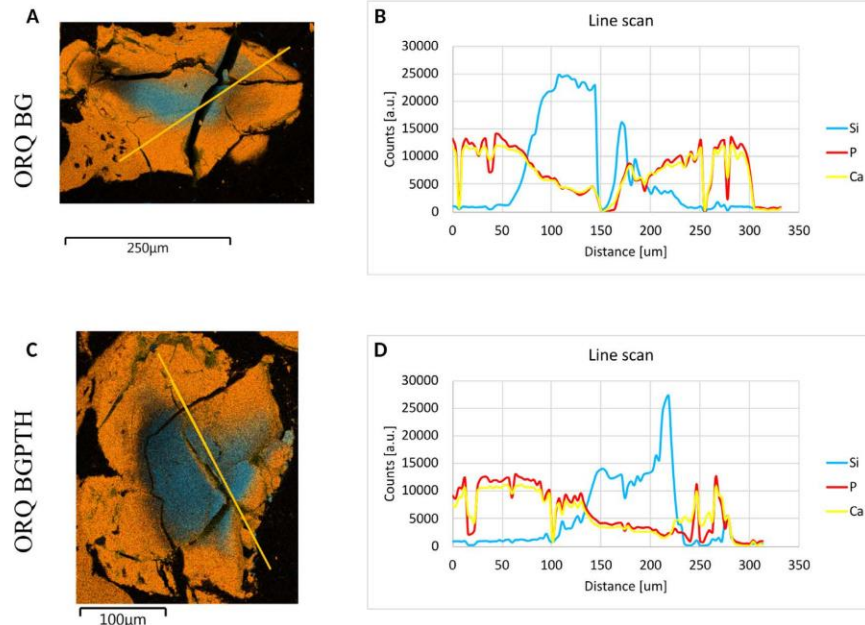 A
ORQ BG
250µm
B
Line scan
Counts [a.u.]
30000
25000
20000
15000
10000
5000
0
0 50 100 150 200 250 300 350
Distance [um]
Si
P
Ca
C
ORQ BGPTH
100µm
D
Line scan
Counts [a.u.]
30000
25000
20000
15000
10000
5000
0
0 50 100 150 200 250 300 350
Distance [um]
Si
P
Ca